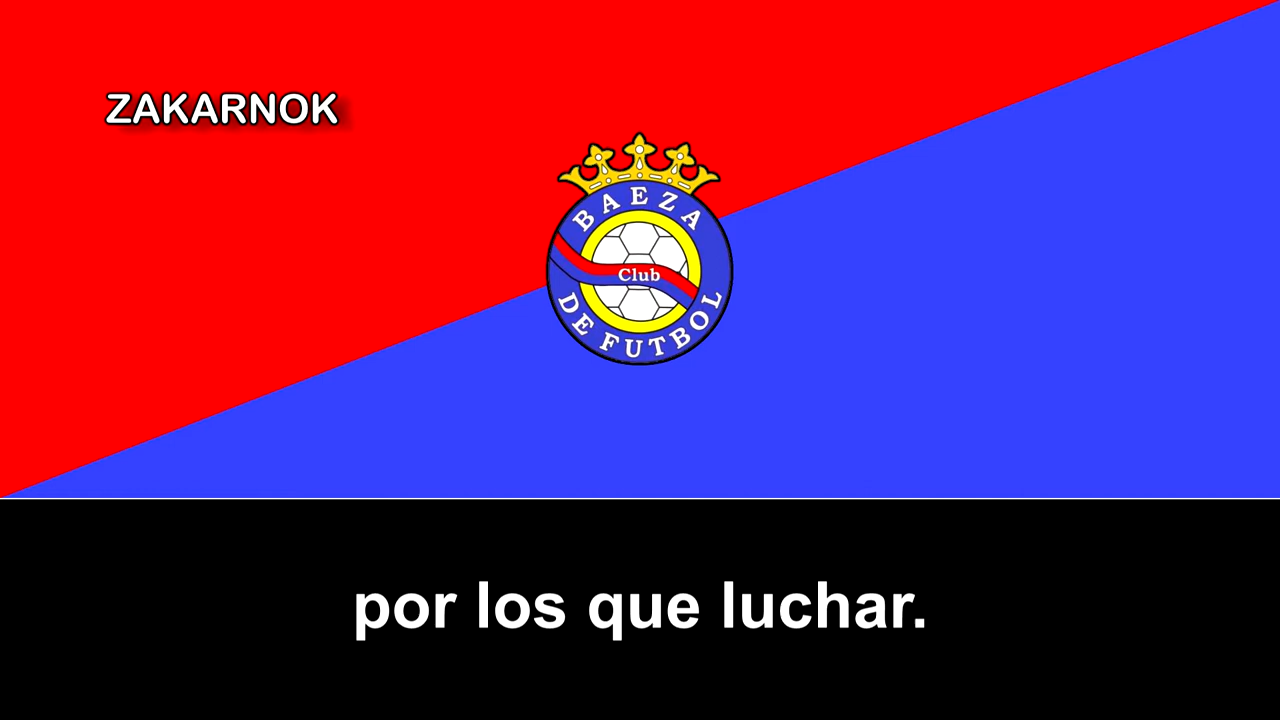 ZAKARNOK
BAEZA
Club
DE FUTBOL
por los que luchar.